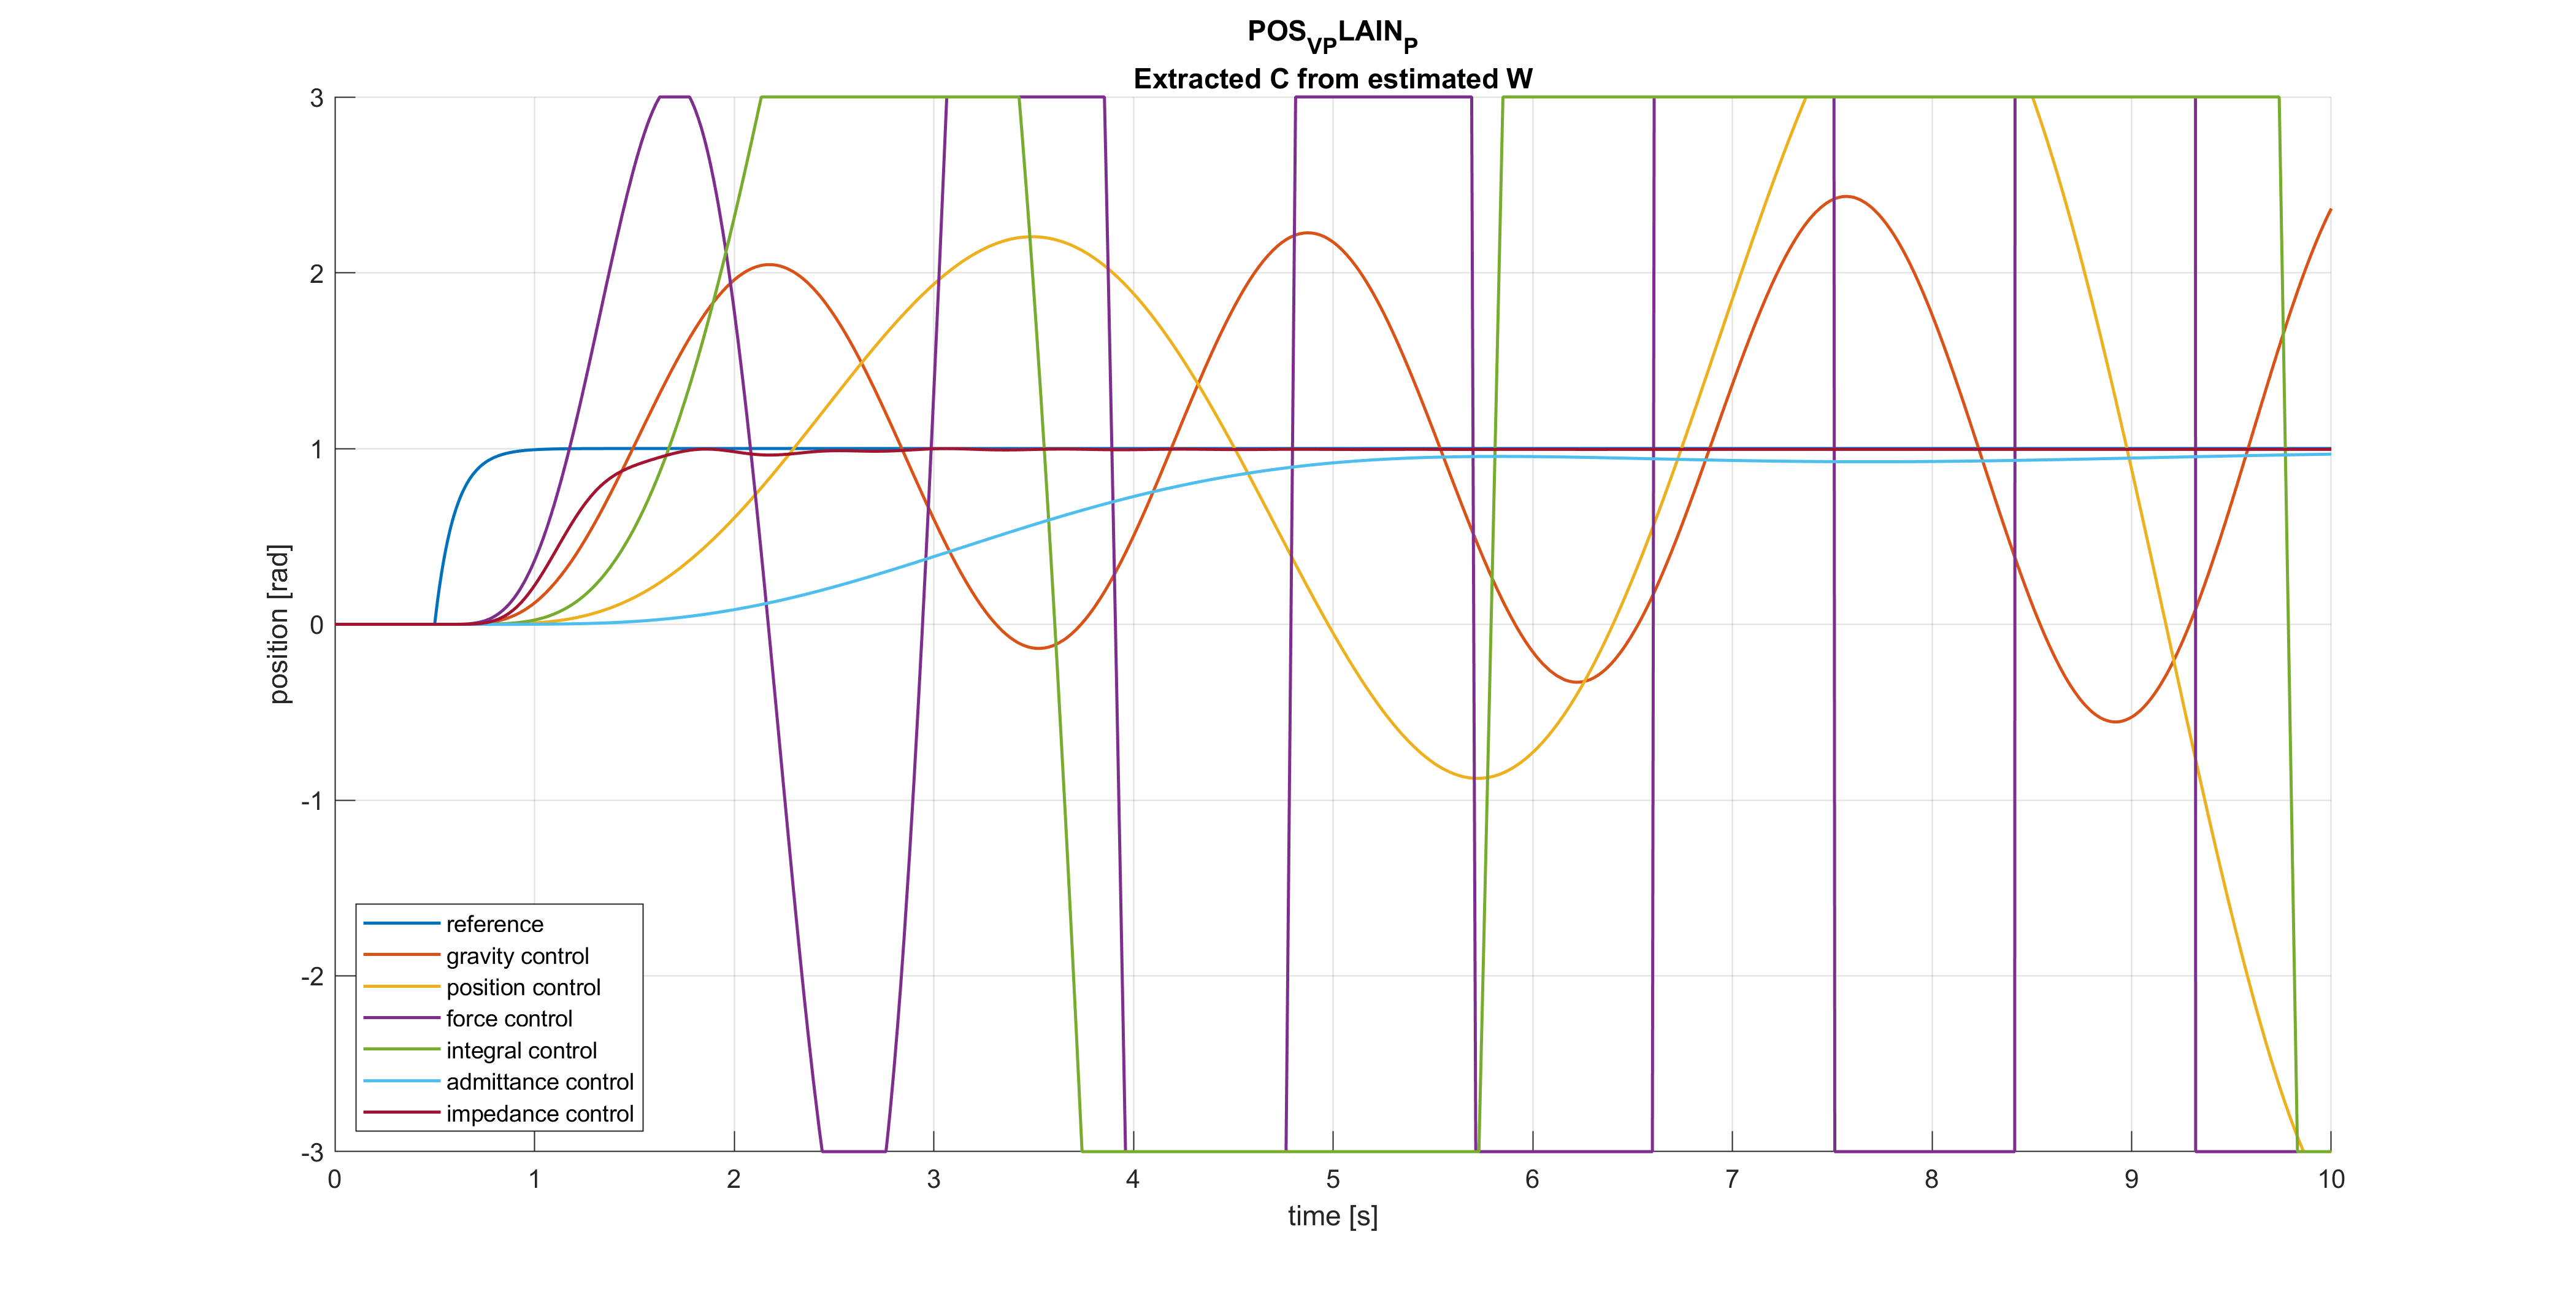 POS_VPLAIN_P
Extracted C from estimated W
3
2
1
0
-1
-2
-3
position [rad]
reference
gravity control
position control
force control
integral control
admittance control
impedance control
0 1 2 3 4 5 6 7 8 9 10
time [s]